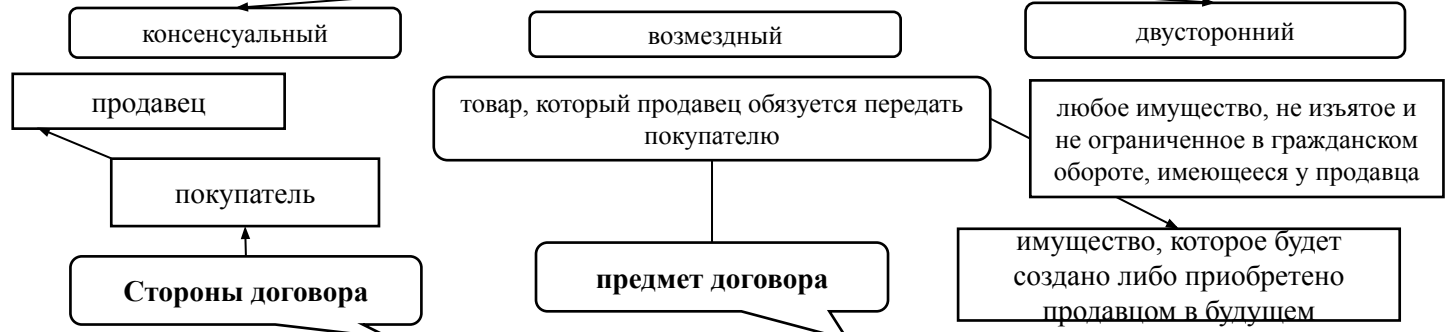 консенсуальный
возмездный
двусторонний
продавец
товар, который продавец обязуется передать
покупателю
любое имущество, не изъятое и
не ограниченное в гражданском
обороте, имеющееся у продавца
покупатель
Стороны договора
предмет договора
имущество, которое будет
создано либо приобретено
продавцом в будущем